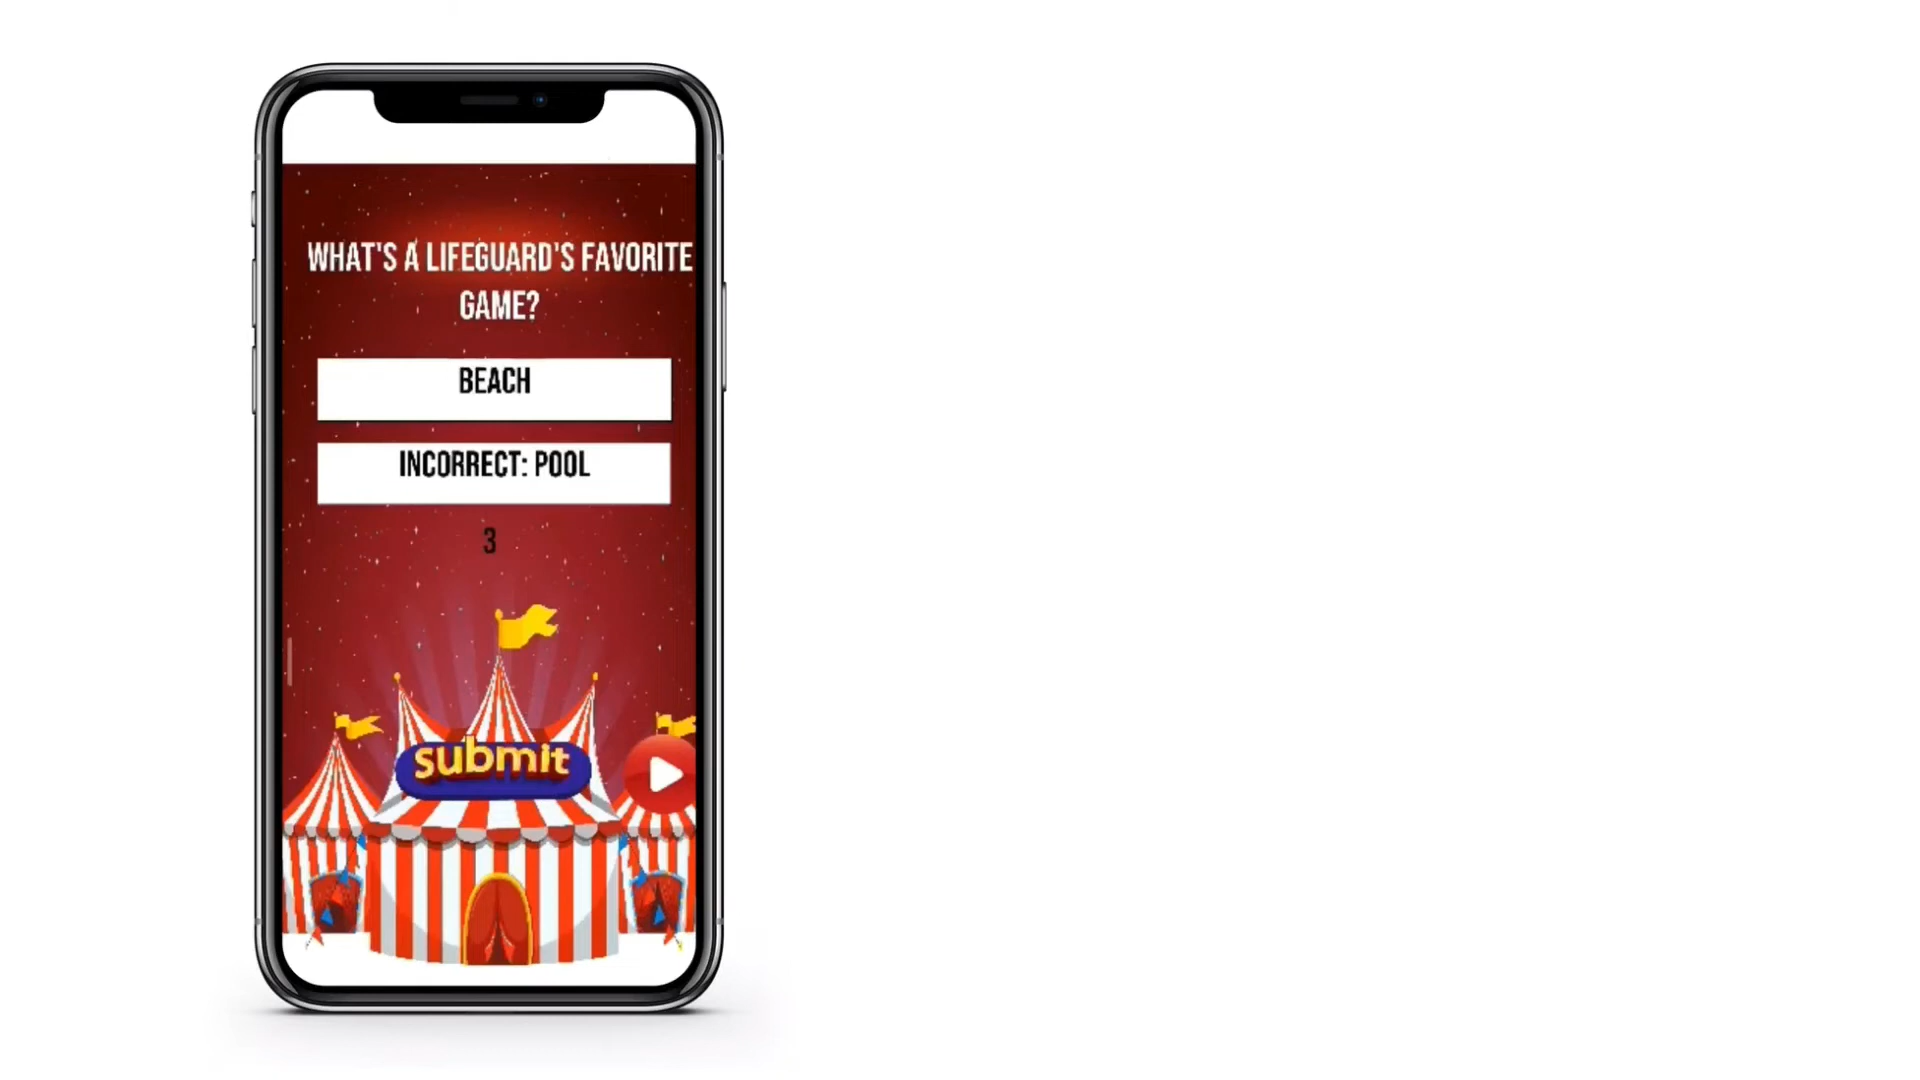 WHAT'S A LIFEGUARD'S FAVORITE
GAME?
BEACH
INCORRECT: POOL
3
submit